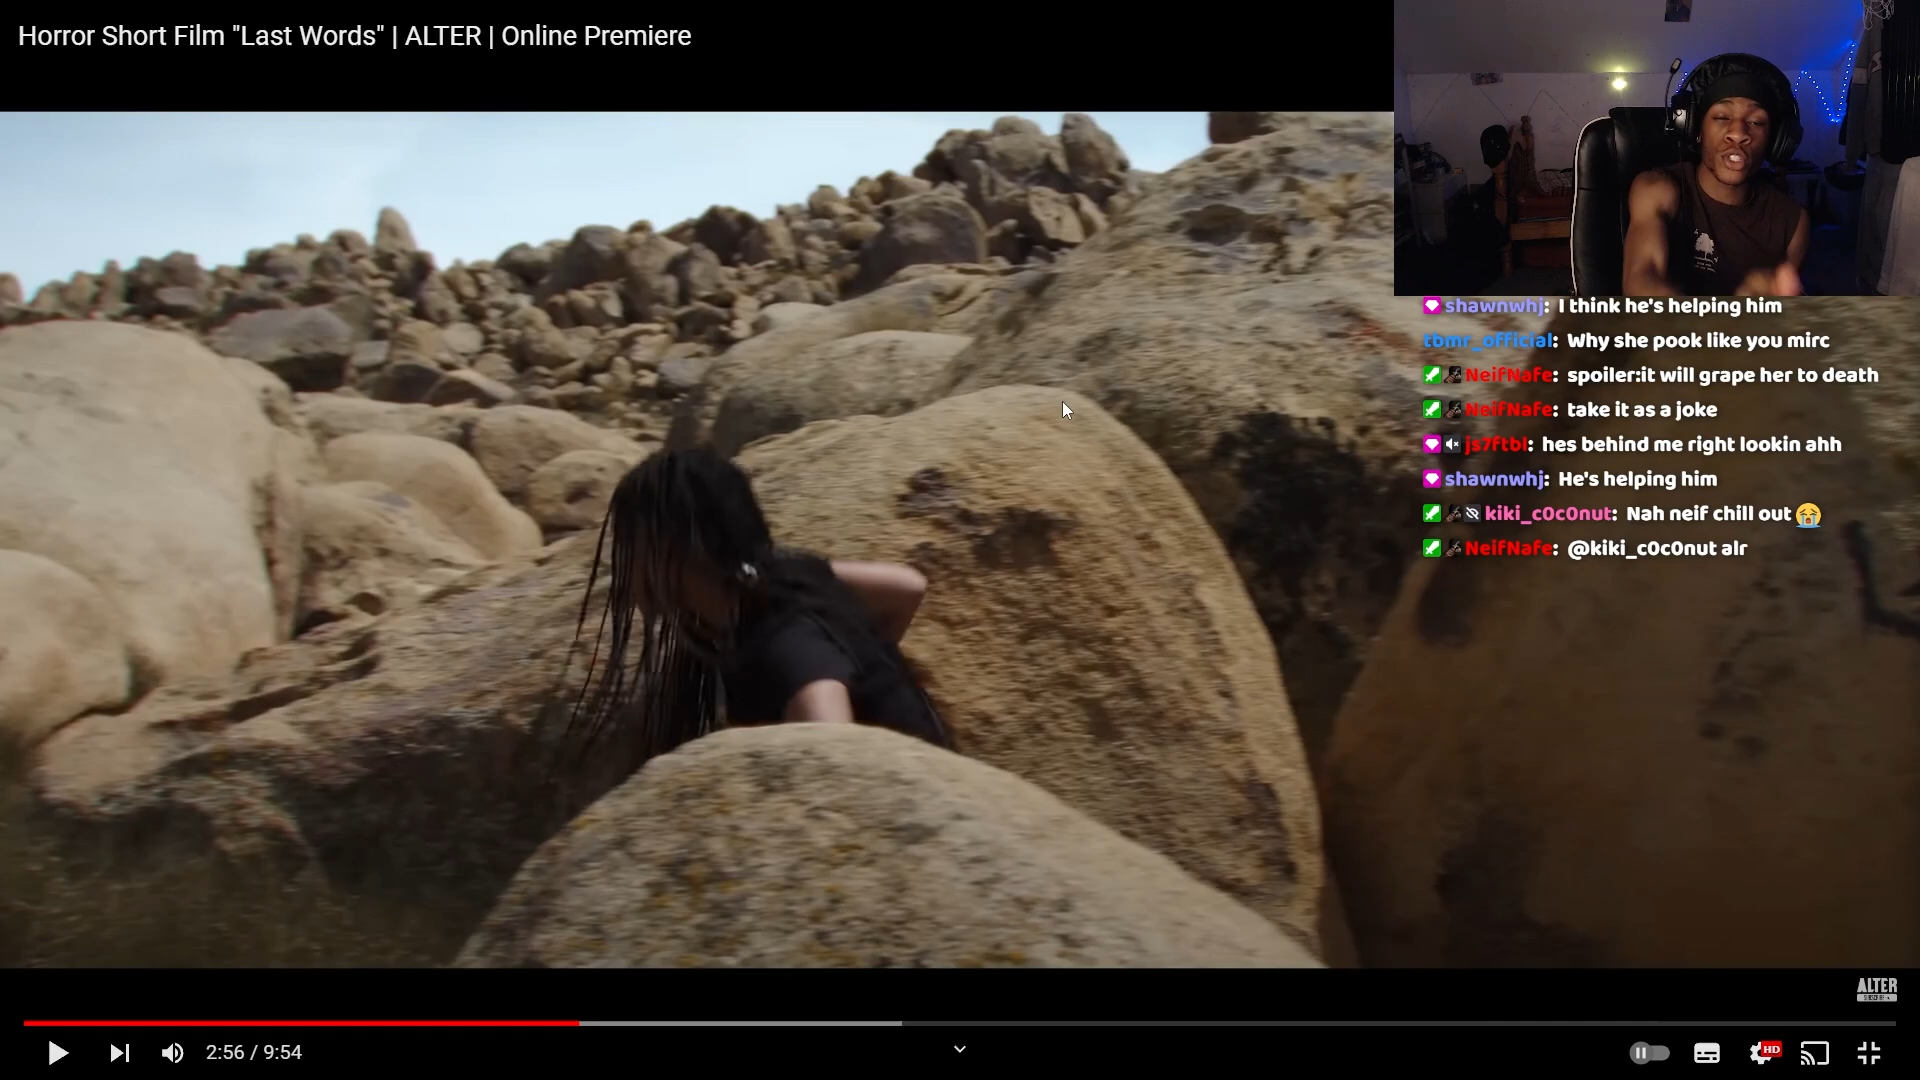 Horror Short Film "Last Words" | ALTER | Online Premiere
shawnwhj: I think he's helping him
tbmr_official: Why she pook like you mirc
NeifNafe: spoiler:it will grape her to death
NeifNafe: take it as a joke
js7ftbl: hes behind me right lookin ahh
shawnwhj: He's helping him
kiki_c0c0nut: Nah neif chill out
NeifNafe: @kiki_c0c0nut alr
ALTER
SUBSCRIBE
2:56 / 9:54
HD